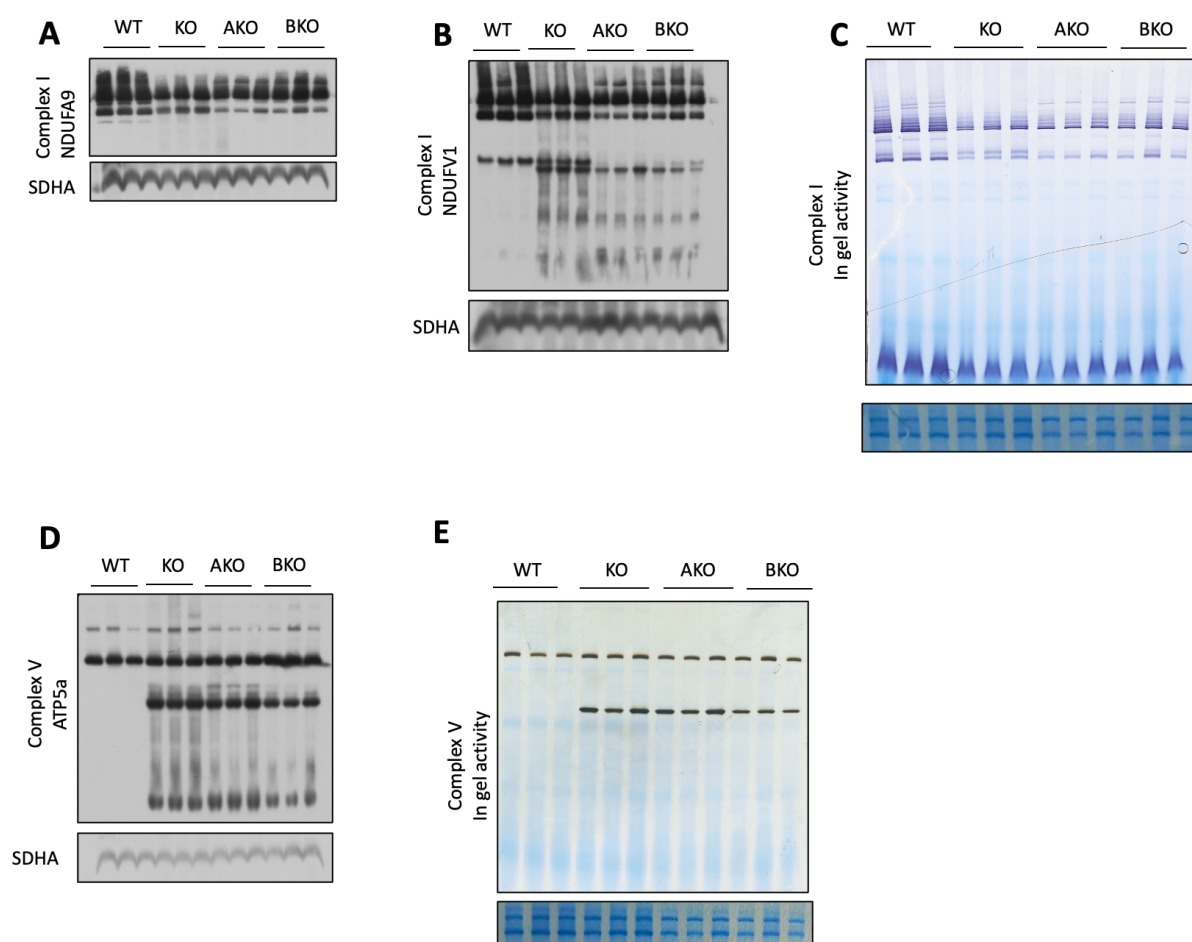 A
WT KO AKO BKO
Complex I
NDUFA9
SDHA
B
WT KO AKO BKO
Complex I
NDUFV1
SDHA
C
WT KO AKO BKO
Complex I
In gel activity
D
WT KO AKO BKO
Complex V
ATP5a
SDHA
E
WT KO AKO BKO
Complex V
In gel activity